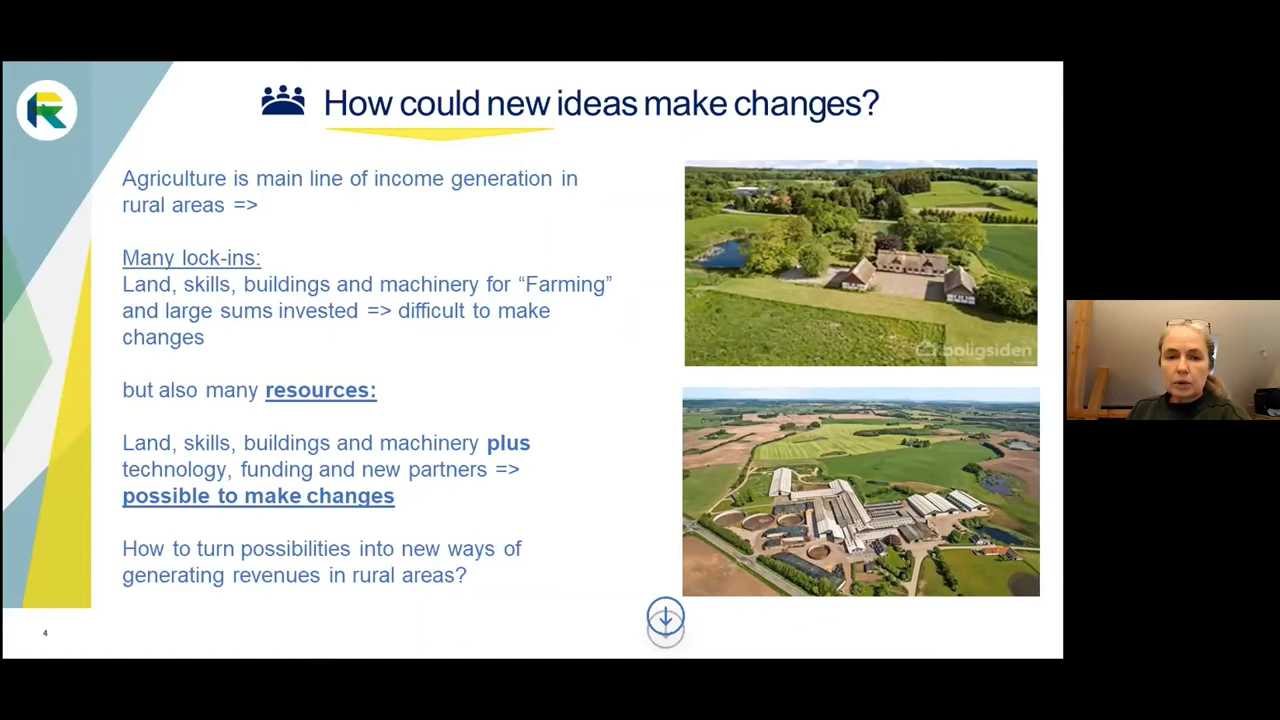 How could new ideas make changes?
Agriculture is main line of income generation in
rural areas =>
Many lock-ins:
Land, skills, buildings and machinery for “Farming”
and large sums invested => difficult to make
changes
but also many resources:
Land, skills, buildings and machinery plus
technology, funding and new partners =>
possible to make changes
How to turn possibilities into new ways of
generating revenues in rural areas?
boligsiden
4